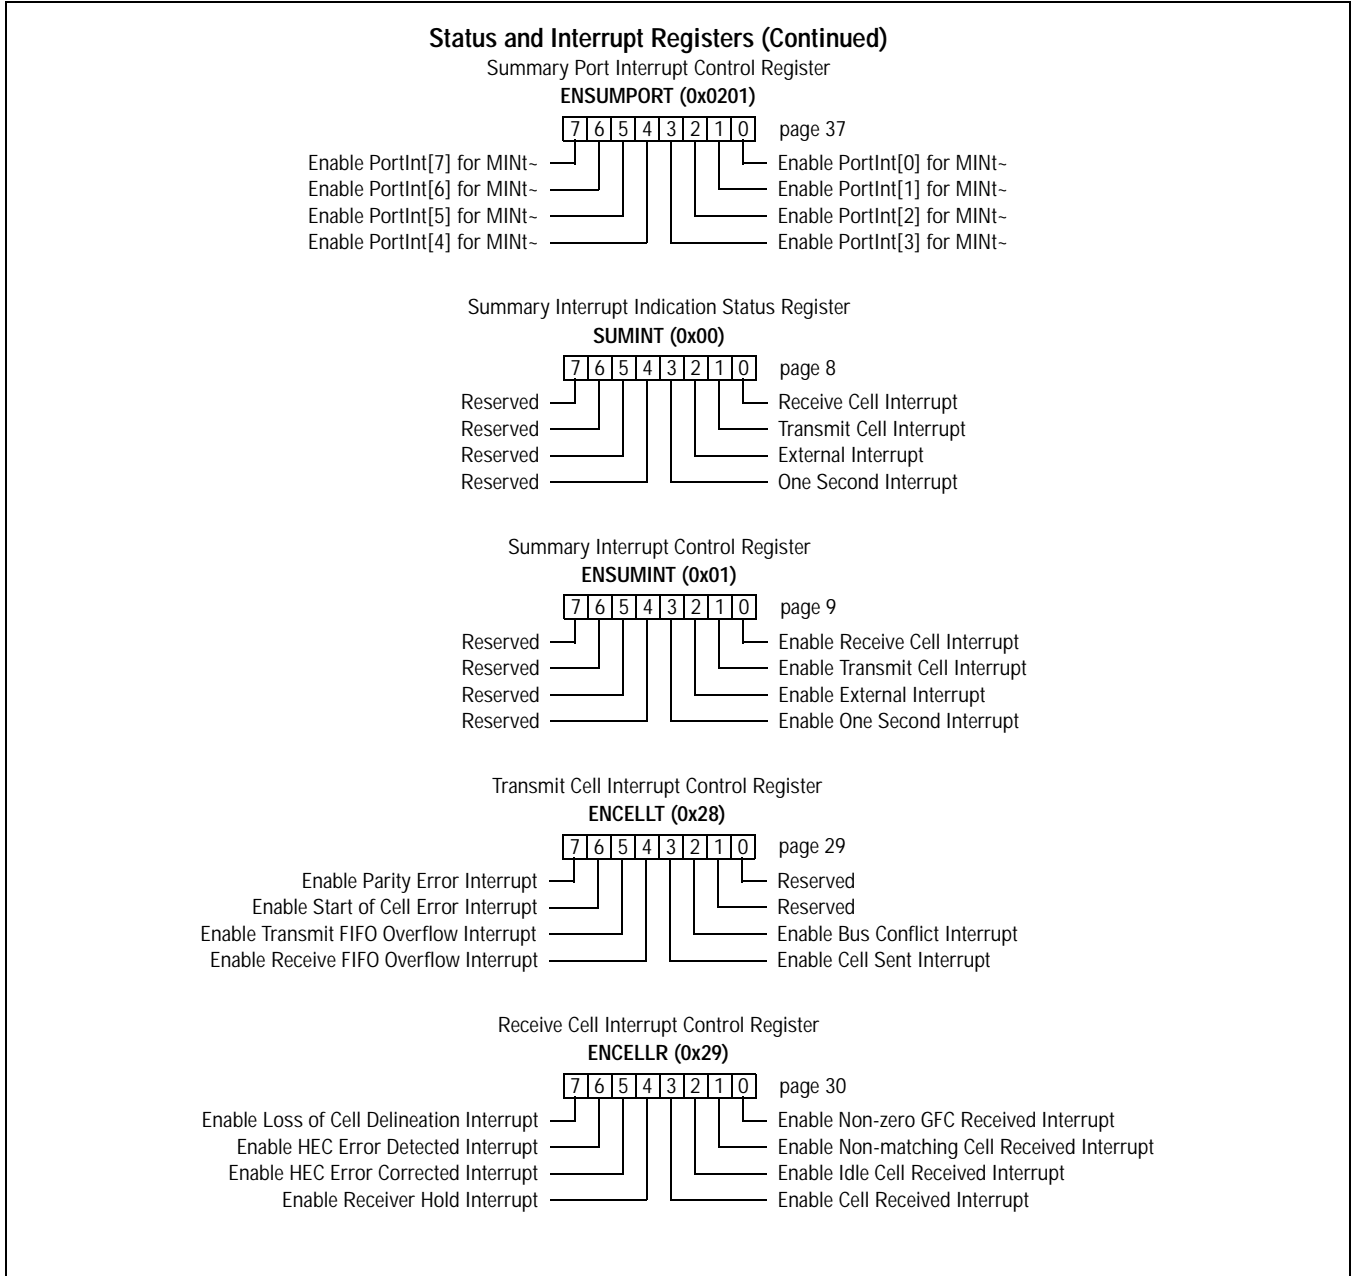 Status and Interrupt Registers (Continued)
Summary Port Interrupt Control Register
ENSUMPORT (0x0201)
7 6 5 4 3 2 1 0 page 37
Enable PortInt[7] for MINt~ Enable PortInt[0] for MINt~
Enable PortInt[6] for MINt~ Enable PortInt[1] for MINt~
Enable PortInt[5] for MINt~ Enable PortInt[2] for MINt~
Enable PortInt[4] for MINt~ Enable PortInt[3] for MINt~
Summary Interrupt Indication Status Register
SUMINT (0x00)
7 6 5 4 3 2 1 0 page 8
Reserved Receive Cell Interrupt
Reserved Transmit Cell Interrupt
Reserved External Interrupt
Reserved One Second Interrupt
Summary Interrupt Control Register
ENSUMINT (0x01)
7 6 5 4 3 2 1 0 page 9
Reserved Enable Receive Cell Interrupt
Reserved Enable Transmit Cell Interrupt
Reserved Enable External Interrupt
Reserved Enable One Second Interrupt
Transmit Cell Interrupt Control Register
ENCELLT (0x28)
7 6 5 4 3 2 1 0 page 29
Enable Parity Error Interrupt Reserved
Enable Start of Cell Error Interrupt Reserved
Enable Transmit FIFO Overflow Interrupt Enable Bus Conflict Interrupt
Enable Receive FIFO Overflow Interrupt Enable Cell Sent Interrupt
Receive Cell Interrupt Control Register
ENCELLR (0x29)
7 6 5 4 3 2 1 0 page 30
Enable Loss of Cell Delineation Interrupt Enable Non-zero GFC Received Interrupt
Enable HEC Error Detected Interrupt Enable Non-matching Cell Received Interrupt
Enable HEC Error Corrected Interrupt Enable Idle Cell Received Interrupt
Enable Receiver Hold Interrupt Enable Cell Received Interrupt